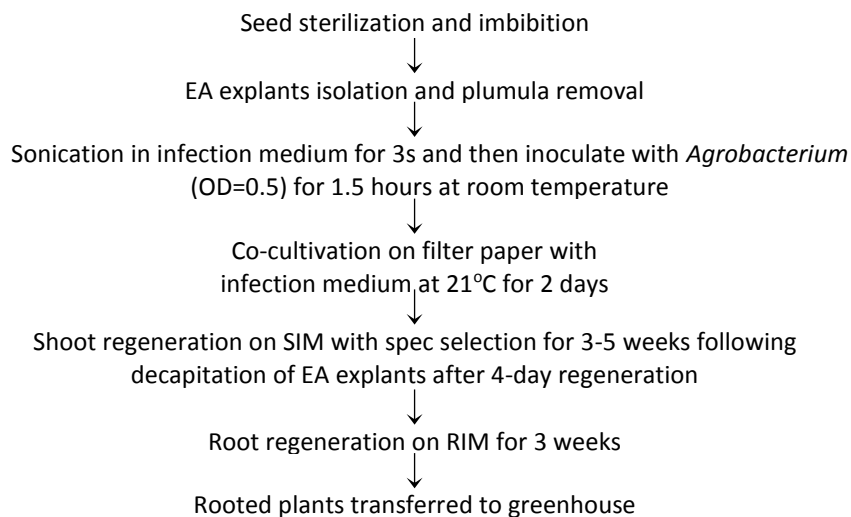 Seed sterilization and imbibition
EA explants isolation and plumula removal
Sonication in infection medium for 3s and then inoculate with Agrobacterium
(OD=0.5) for 1.5 hours at room temperature
Co-cultivation on filter paper with
infection medium at 21°C for 2 days
Shoot regeneration on SIM with spec selection for 3-5 weeks following
decapitation of EA explants after 4-day regeneration
Root regeneration on RIM for 3 weeks
Rooted plants transferred to greenhouse